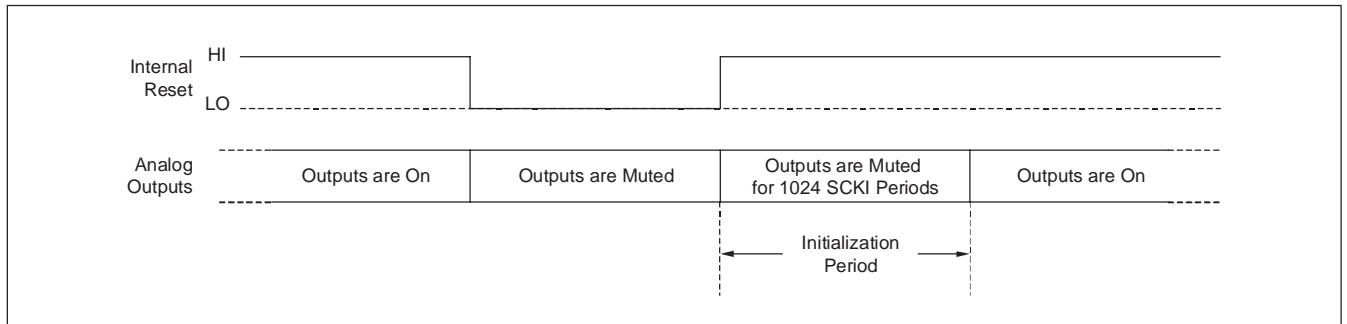 Internal
Reset
HI
LO
Analog
Outputs
Outputs are On
Outputs are Muted
Outputs are Muted
for 1024 SCKI Periods
Outputs are On
Initialization
Period